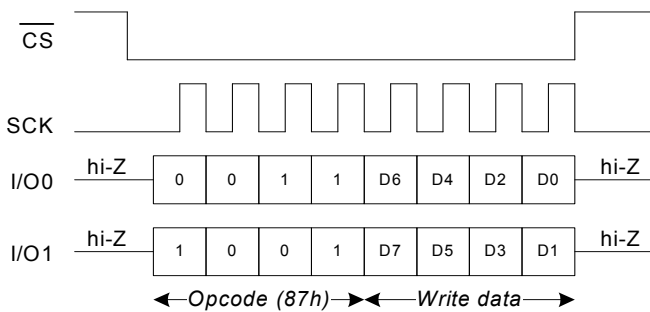 CS
SCK
I/O0 hi-Z 0 0 1 1 D6 D4 D2 D0 hi-Z
I/O1 hi-Z 1 0 0 1 D7 D5 D3 D1 hi-Z
Opcode (87h) Write data